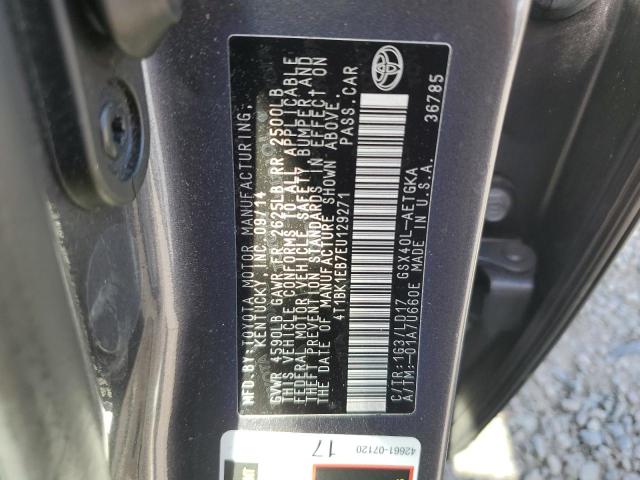 MFD. BY: TOYOTA MOTOR MANUFACTURING,
KENTUCKY, INC. 09/14
GVWR 4590LB GAWR FR 2625LB RR 2500LB
THIS VEHICLE CONFORMS TO ALL APPLICABLE
FEDERAL MOTOR VEHICLE SAFETY, BUMPER, AND
THEFT PREVENTION STANDARDS IN EFFECT ON
THE DATE OF MANUFACTURE SHOWN ABOVE.
4T1BK1EB7EU129271 PASS. CAR
C/TR: 1G3/LD17 GSX40L-AETGKA
A/TM: -01A/U660E MADE IN U.S.A. 36785
42661-07120
17